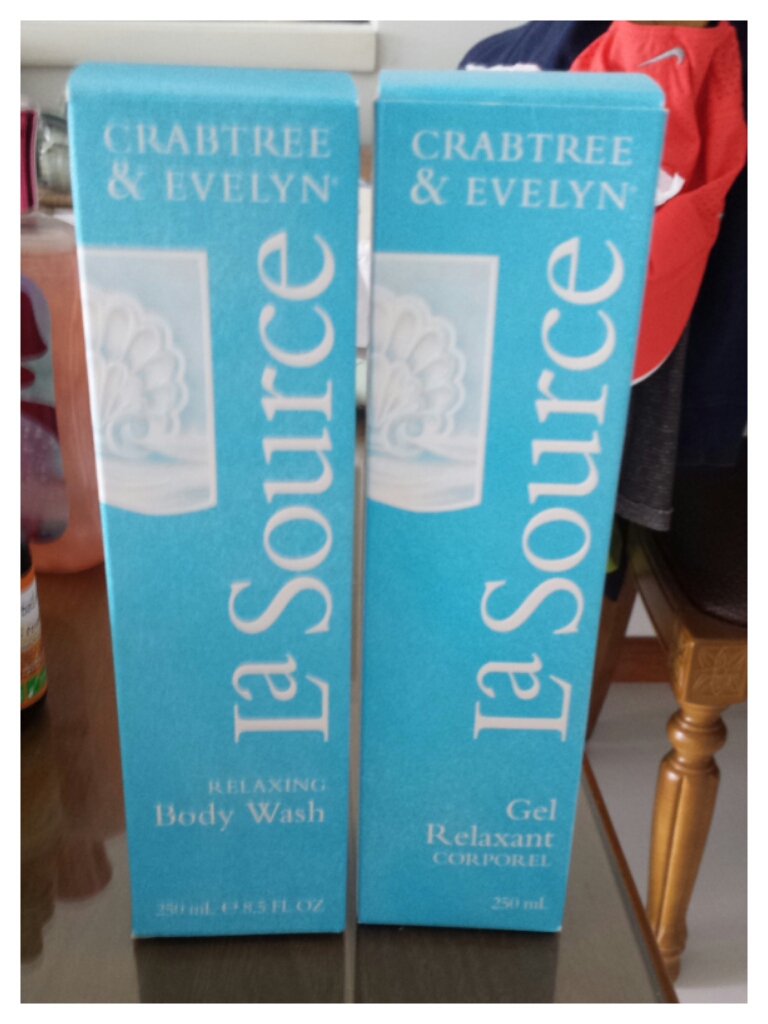 CRABTREE
& EVELYN®
La Source
RELAXING
Body Wash
250 mL ℮ 8.5 FL OZ
CRABTREE
& EVELYN®
La Source
Gel
Relaxant
CORPOREL
250 mL